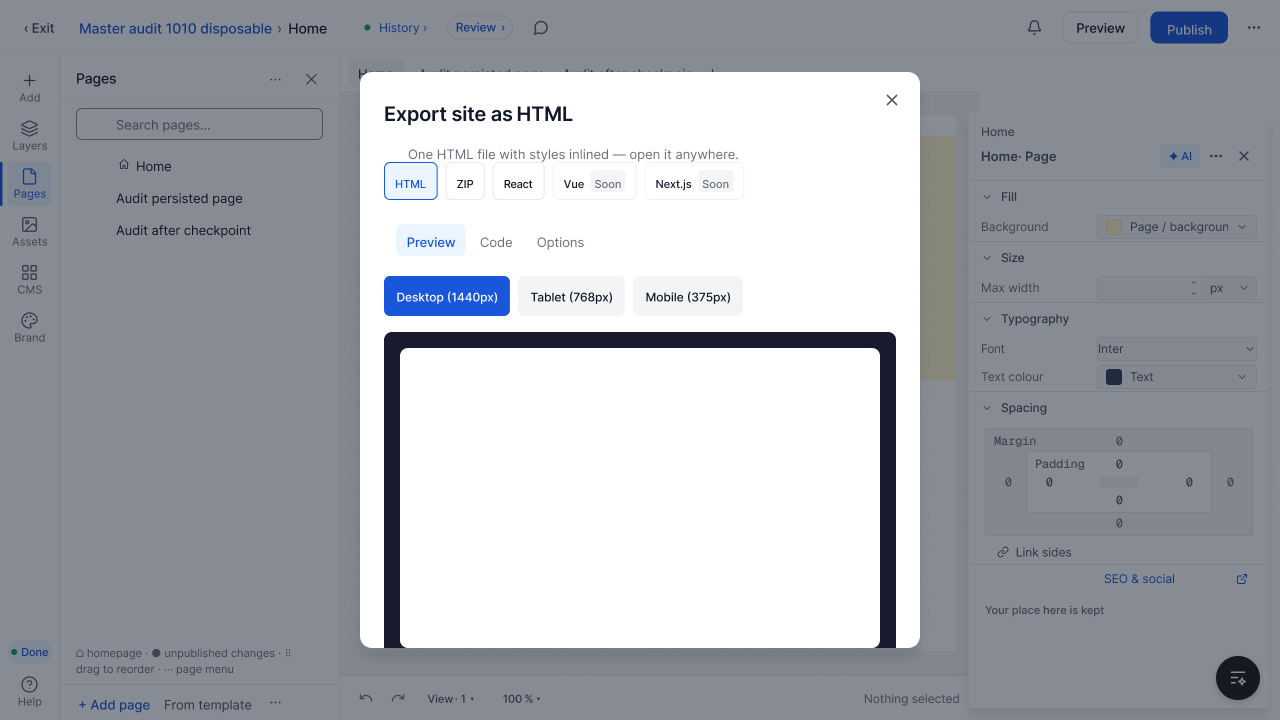 ‹ Exit
Master audit 1010 disposable › Home
History ›
Review ›
Preview
Publish
···
Add
Layers
Pages
Assets
CMS
Brand
Done
Help
Pages
···
Search pages...
Home
Audit persisted page
Audit after checkpoint
homepage · ● unpublished changes · ⠿
drag to reorder · ··· page menu
+ Add page
From template
···
Export site as HTML
One HTML file with styles inlined — open it anywhere.
HTML
ZIP
React
Vue Soon
Next.js Soon
Preview
Code
Options
Desktop (1440px)
Tablet (768px)
Mobile (375px)
View · 1
100 %
Nothing selected
Home
Home· Page
AI
···
Fill
Background
Page / backgroun
Size
Max width
px
Typography
Font
Inter
Text colour
Text
Spacing
Margin
0
Padding
0
0
0
0
0
0
0
Link sides
SEO & social
Your place here is kept